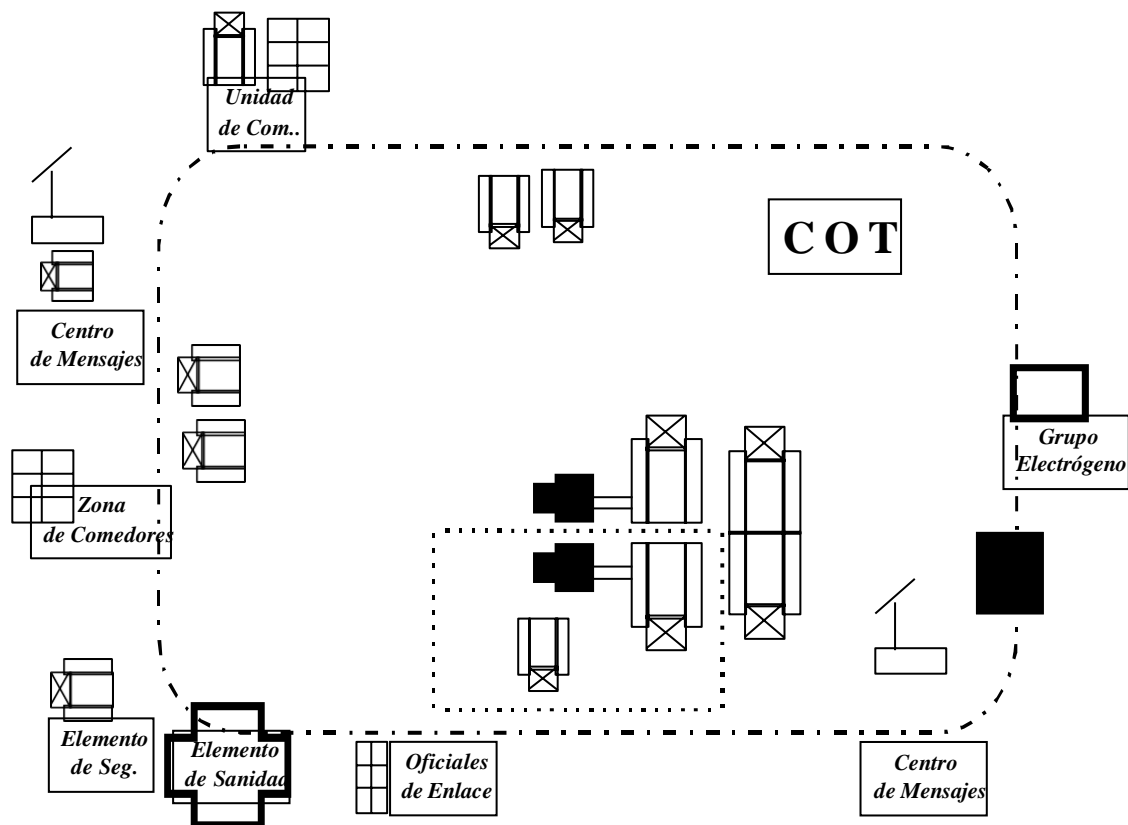 Unidad
de Com..
C O T
Centro
de Mensajes
Grupo
Electrógeno
Zona
de Comedores
Elemento
de Seg.
Elemento
de Sanidad
Oficiales
de Enlace
Centro
de Mensajes